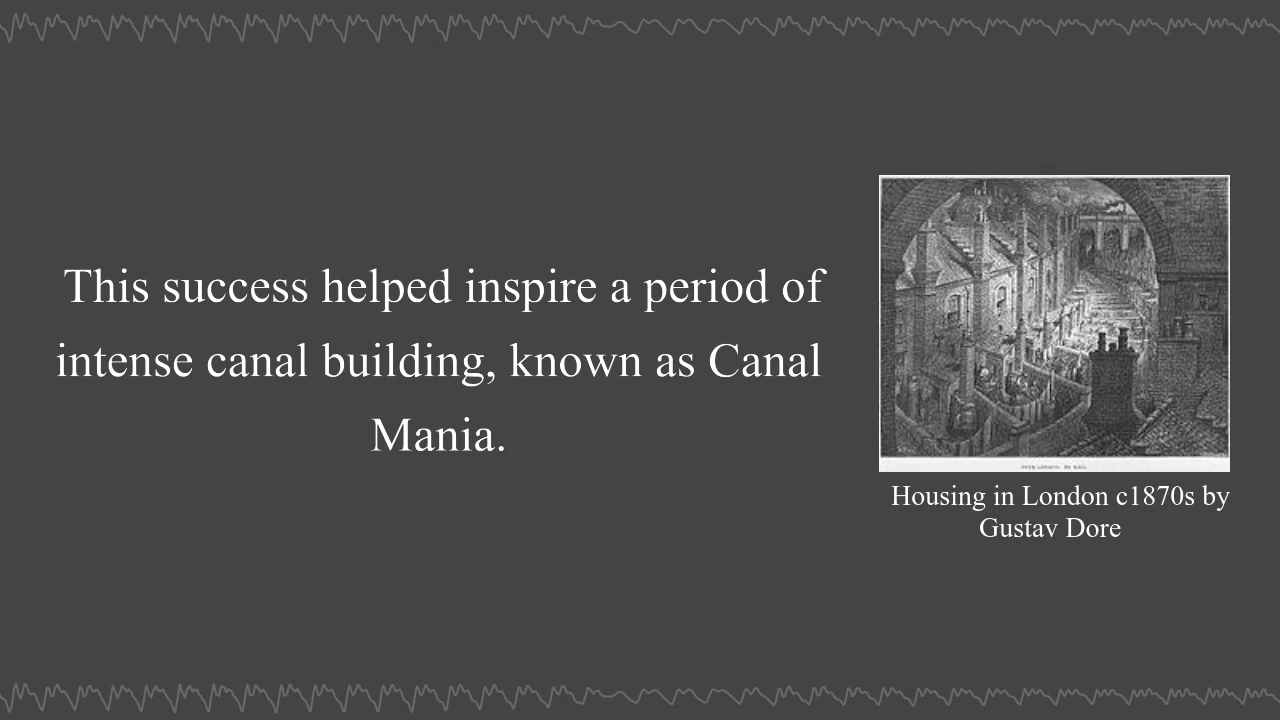 This success helped inspire a period of
intense canal building, known as Canal
Mania.
Housing in London c1870s by
Gustav Dore